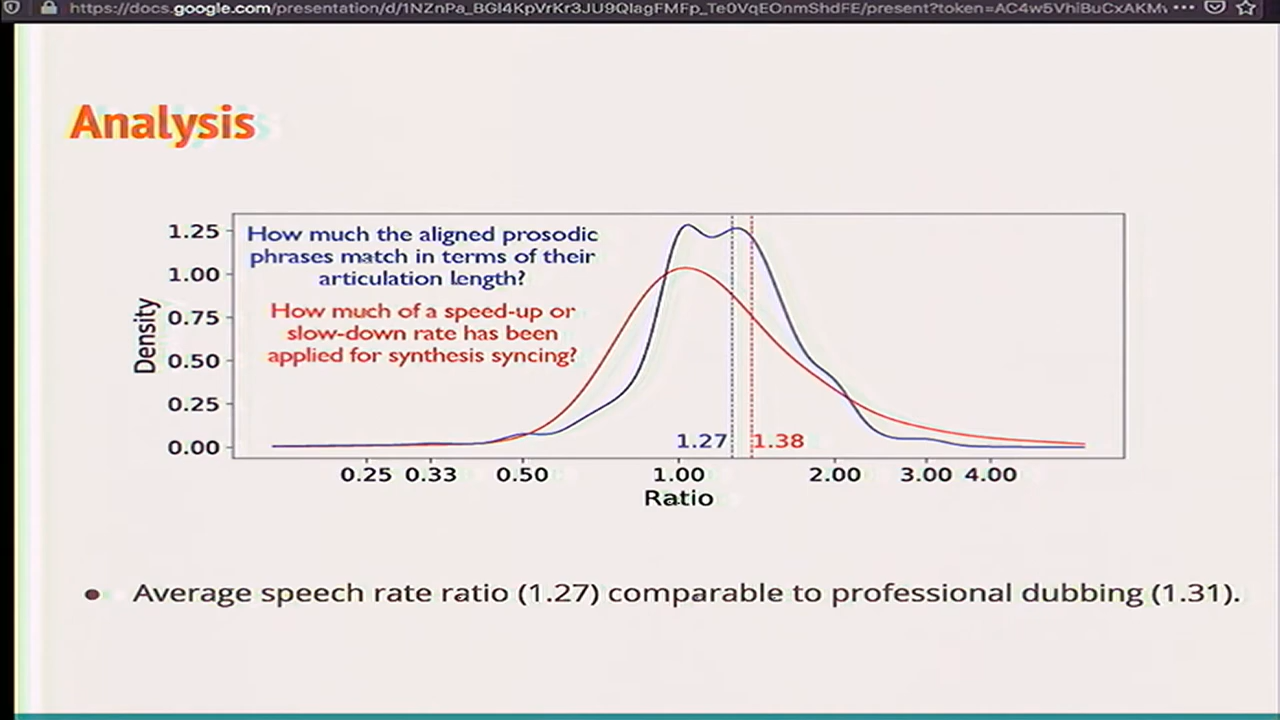 https://docs.google.com/presentation/d/1NZnPa_BGl4KpVrKr3JU9QlagFMFp_Te0VqEOnmShdFE/present?token=AC4w5VhiBuCxAKM
Analysis
How much the aligned prosodic
phrases match in terms of their
articulation length?
How much of a speed-up or
slow-down rate has been
applied for synthesis syncing?
Density
1.25
1.00
0.75
0.50
0.25
0.00
1.27
1.38
0.25 0.33 0.50 1.00 2.00 3.00 4.00
Ratio
• Average speech rate ratio (1.27) comparable to professional dubbing (1.31).